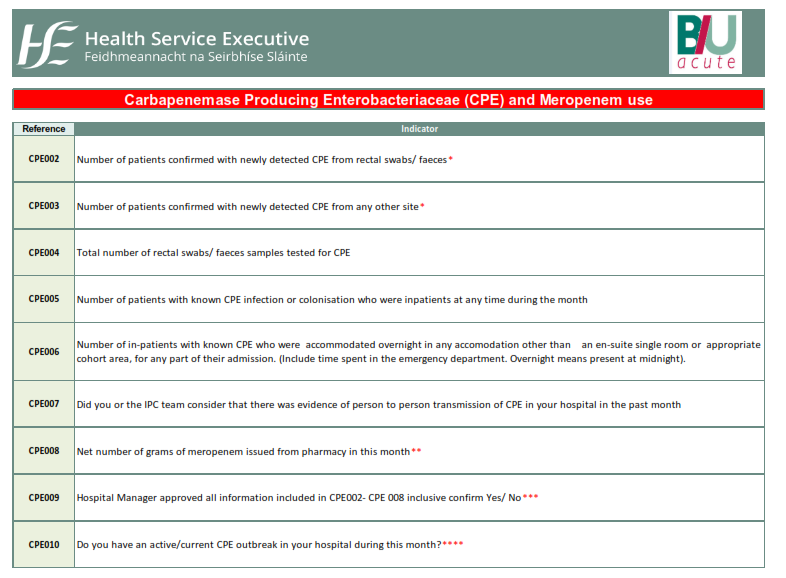 Health Service Executive
Feidhmeannacht na Seirbhíse Sláinte
BIU
acute
Carbapenemase Producing Enterobacteriaceae (CPE) and Meropenem use
Reference Indicator
CPE002 Number of patients confirmed with newly detected CPE from rectal swabs/ faeces*
CPE003 Number of patients confirmed with newly detected CPE from any other site*
CPE004 Total number of rectal swabs/ faeces samples tested for CPE
CPE005 Number of patients with known CPE infection or colonisation who were inpatients at any time during the month
CPE006 Number of in-patients with known CPE who were accommodated overnight in any accomodation other than an en-suite single room or appropriate
cohort area, for any part of their admission. (Include time spent in the emergency department. Overnight means present at midnight).
CPE007 Did you or the IPC team consider that there was evidence of person to person transmission of CPE in your hospital in the past month
CPE008 Net number of grams of meropenem issued from pharmacy in this month**
CPE009 Hospital Manager approved all information included in CPE002- CPE 008 inclusive confirm Yes/ No***
CPE010 Do you have an active/current CPE outbreak in your hospital during this month?****